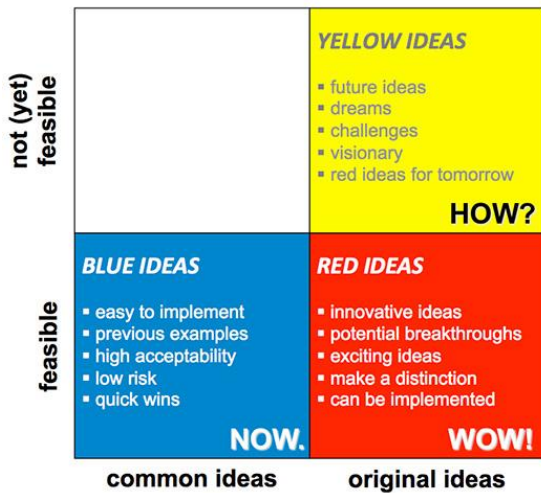 not (yet)
feasible
YELLOW IDEAS
▪ future ideas
▪ dreams
▪ challenges
▪ visionary
▪ red ideas for tomorrow
HOW?
feasible
BLUE IDEAS
▪ easy to implement
▪ previous examples
▪ high acceptability
▪ low risk
▪ quick wins
NOW.
RED IDEAS
▪ innovative ideas
▪ potential breakthroughs
▪ exciting ideas
▪ make a distinction
▪ can be implemented
WOW!
common ideas
original ideas